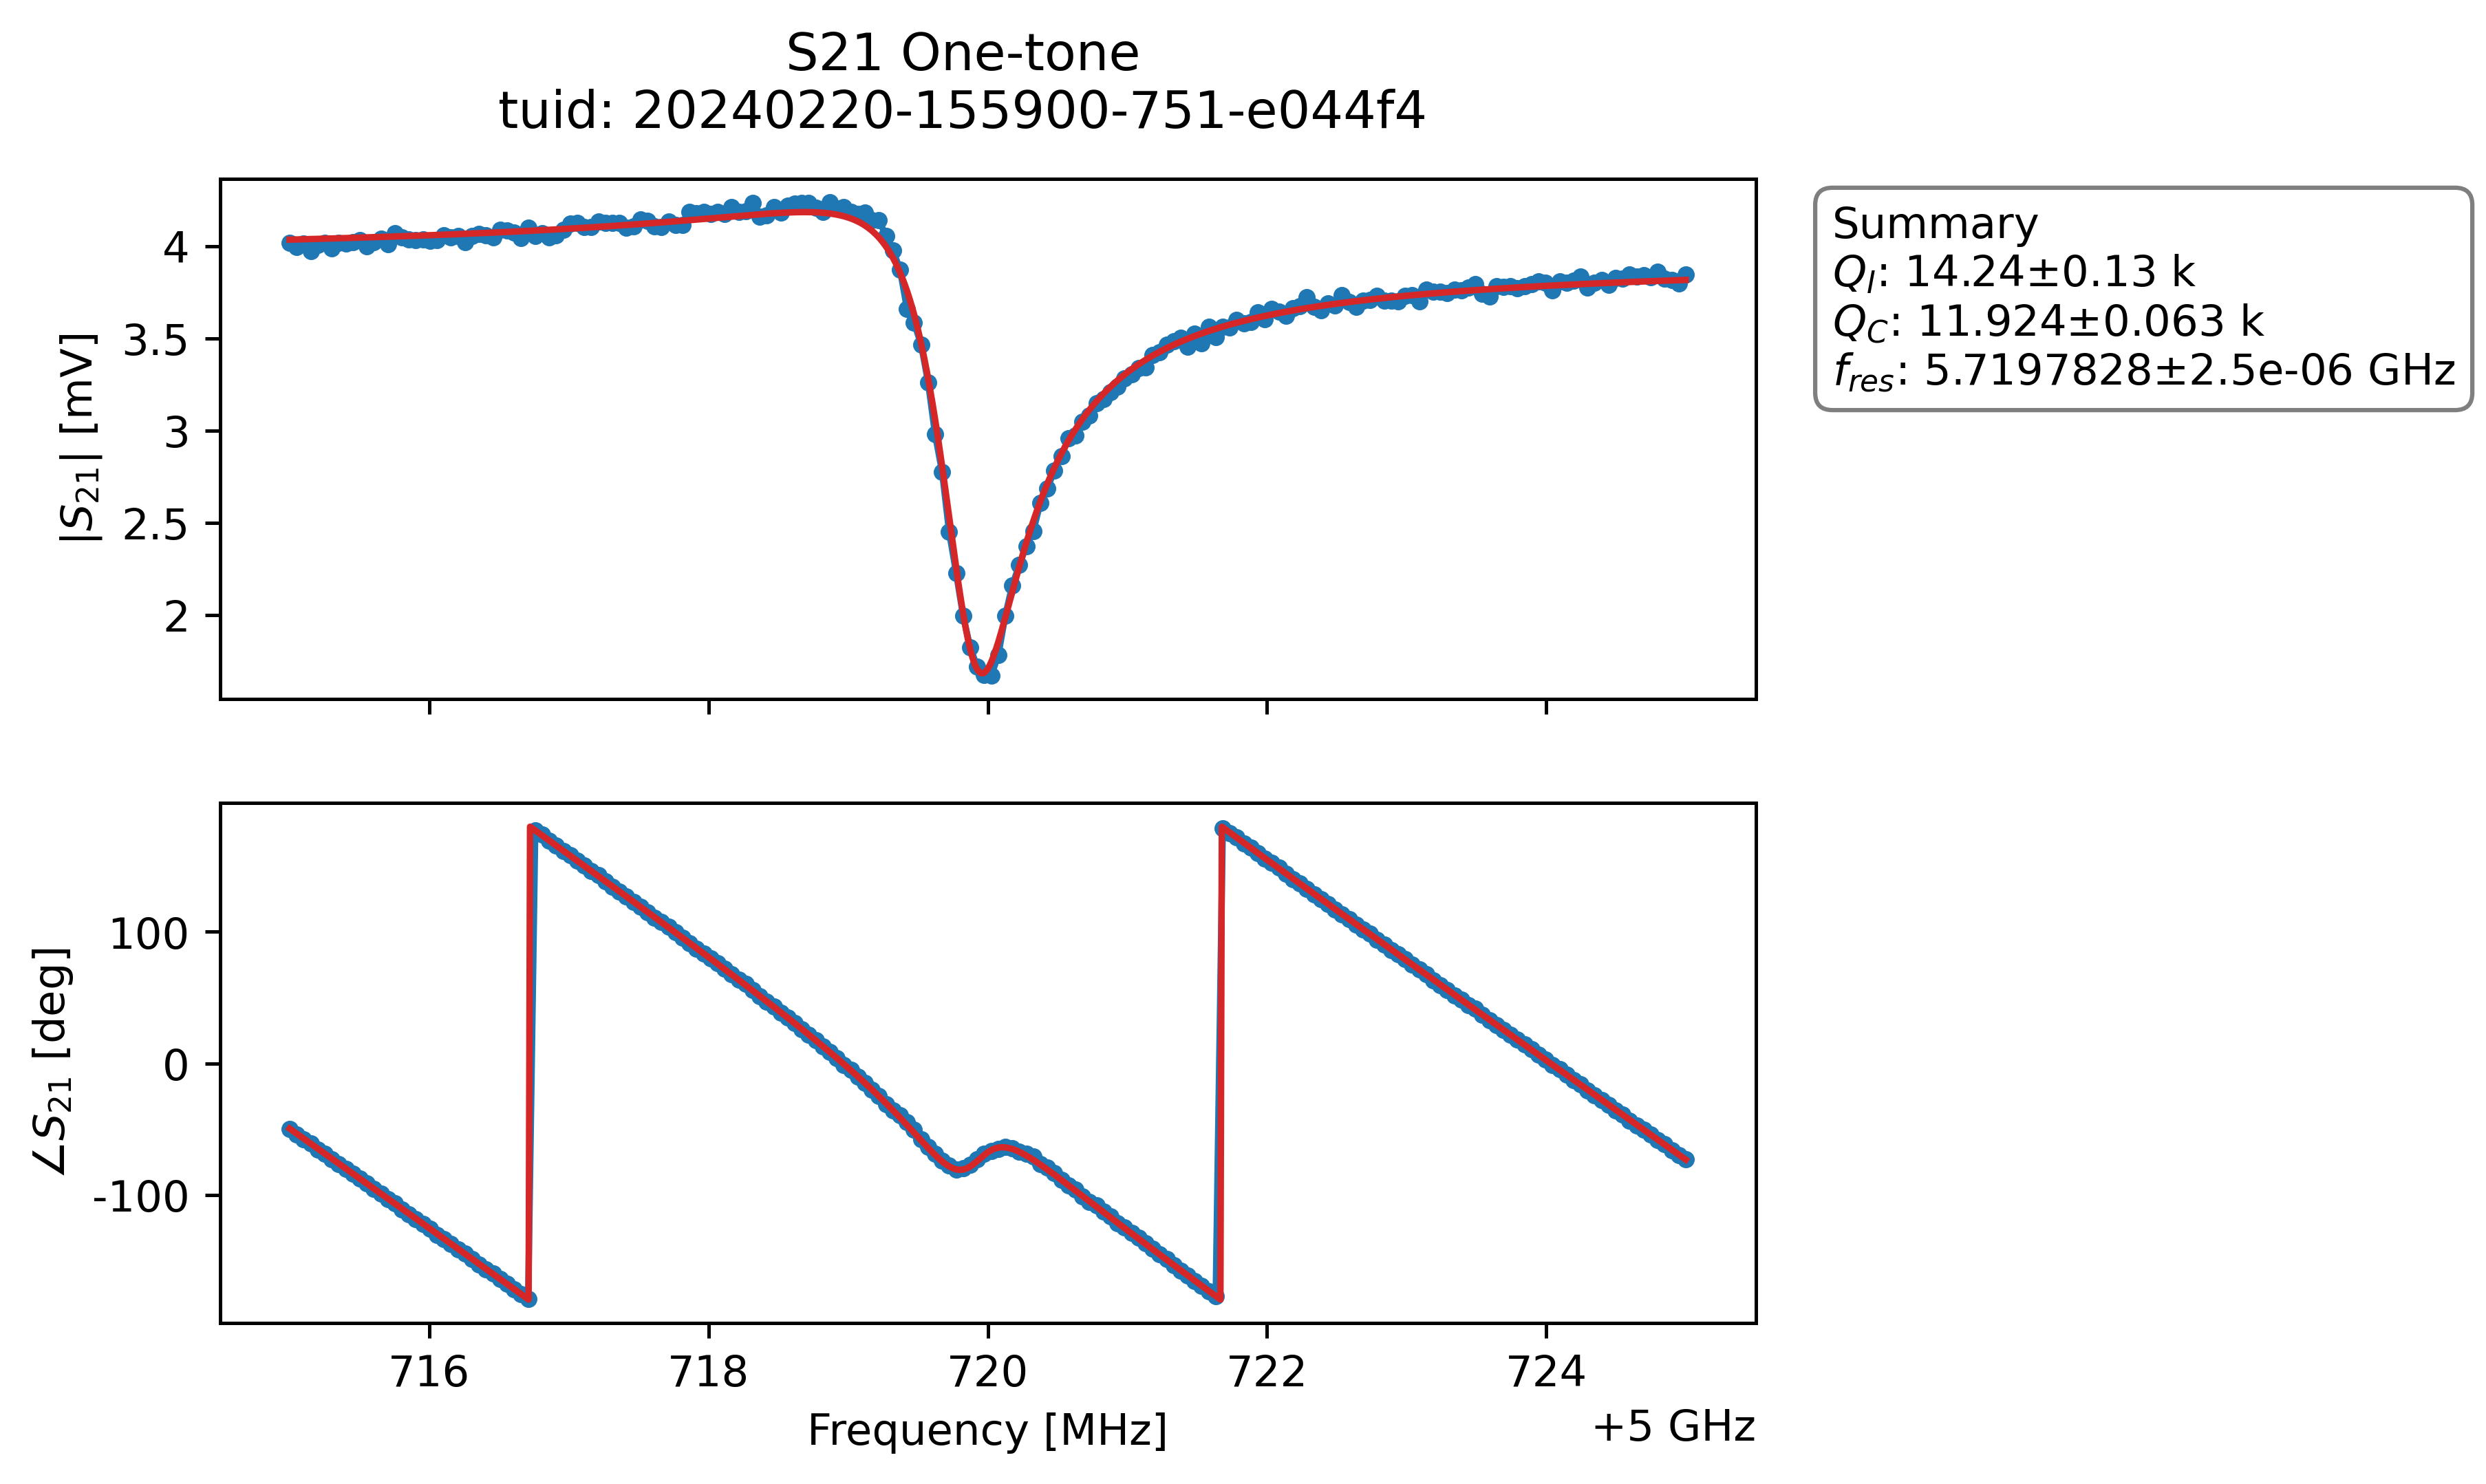 S21 One-tone
tuid: 20240220-155900-751-e044f4
|S21| [mV]
4
3.5
3
2.5
2
Summary
QI: 14.24±0.13 k
QC: 11.924±0.063 k
fres: 5.7197828±2.5e-06 GHz
∠S21 [deg]
100
0
-100
716 718 720 722 724
Frequency [MHz]
+5 GHz